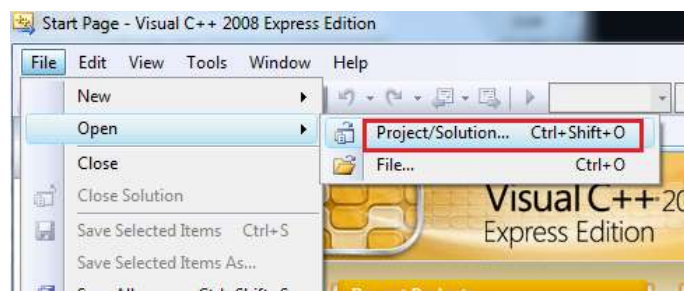 Start Page - Visual C++ 2008 Express Edition
File Edit View Tools Window Help
New
Open
Project/Solution... Ctrl+Shift+O
Close
File... Ctrl+O
Close Solution
Visual C++ 20
Save Selected Items Ctrl+S
Express Edition
Save Selected Items As...